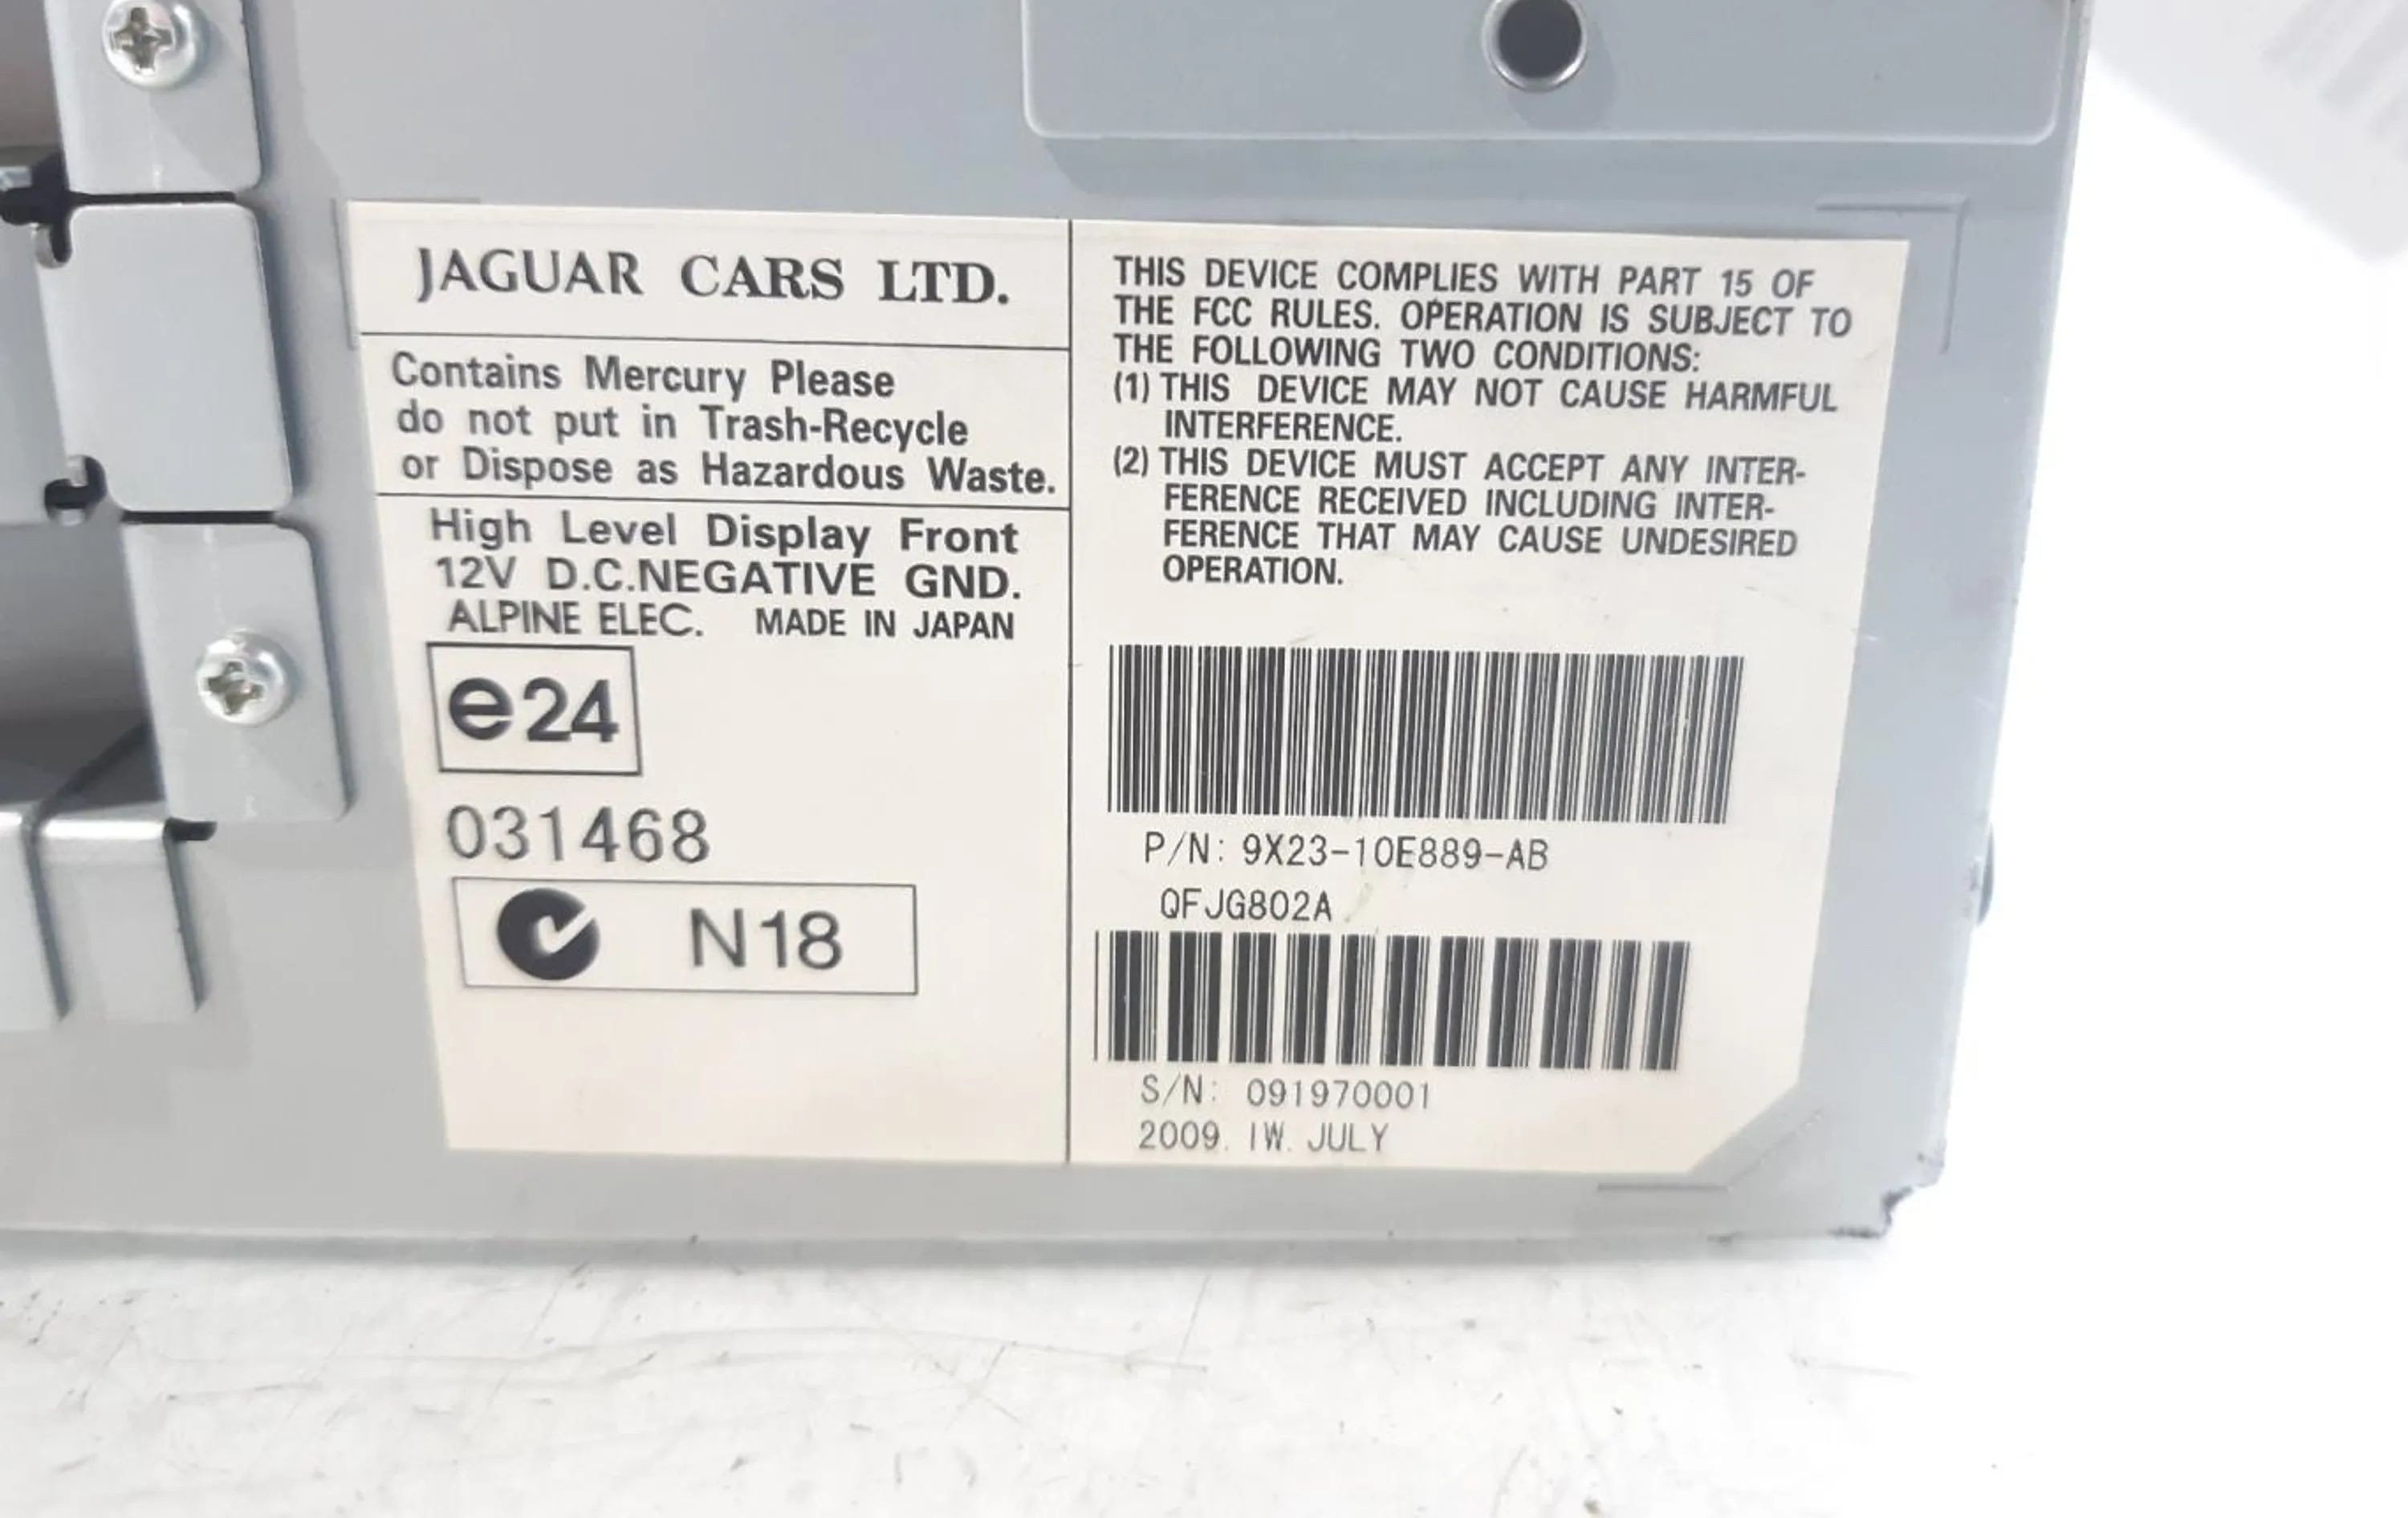 JAGUAR CARS LTD.
Contains Mercury Please
do not put in Trash-Recycle
or Dispose as Hazardous Waste.
High Level Display Front
12V D.C.NEGATIVE GND.
ALPINE ELEC. MADE IN JAPAN
e24
031468
N18
THIS DEVICE COMPLIES WITH PART 15 OF
THE FCC RULES. OPERATION IS SUBJECT TO
THE FOLLOWING TWO CONDITIONS:
(1) THIS DEVICE MAY NOT CAUSE HARMFUL
INTERFERENCE.
(2) THIS DEVICE MUST ACCEPT ANY INTER-
FERENCE RECEIVED INCLUDING INTER-
FERENCE THAT MAY CAUSE UNDESIRED
OPERATION.
P/N: 9X23-10E889-AB
QFJG802A
S/N: 091970001
2009. IW. JULY